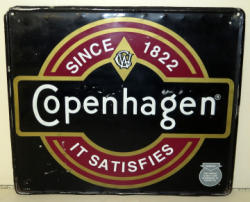 SINCE 1822
Copenhagen®
IT SATISFIES